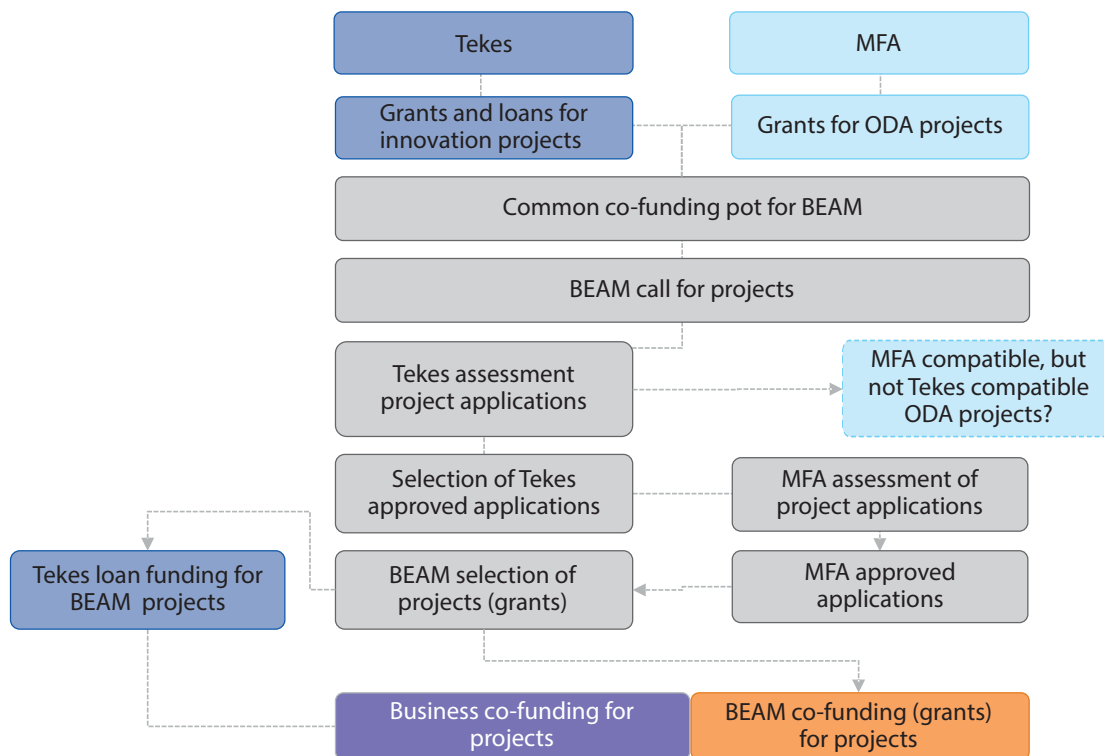 Tekes
MFA
Grants and loans for
innovation projects
Grants for ODA projects
Common co-funding pot for BEAM
BEAM call for projects
Tekes assessment
project applications
MFA compatible, but
not Tekes compatible
ODA projects?
Selection of Tekes
approved applications
MFA assessment of
project applications
Tekes loan funding for
BEAM projects
BEAM selection of
projects (grants)
MFA approved
applications
Business co-funding for
projects
BEAM co-funding (grants)
for projects